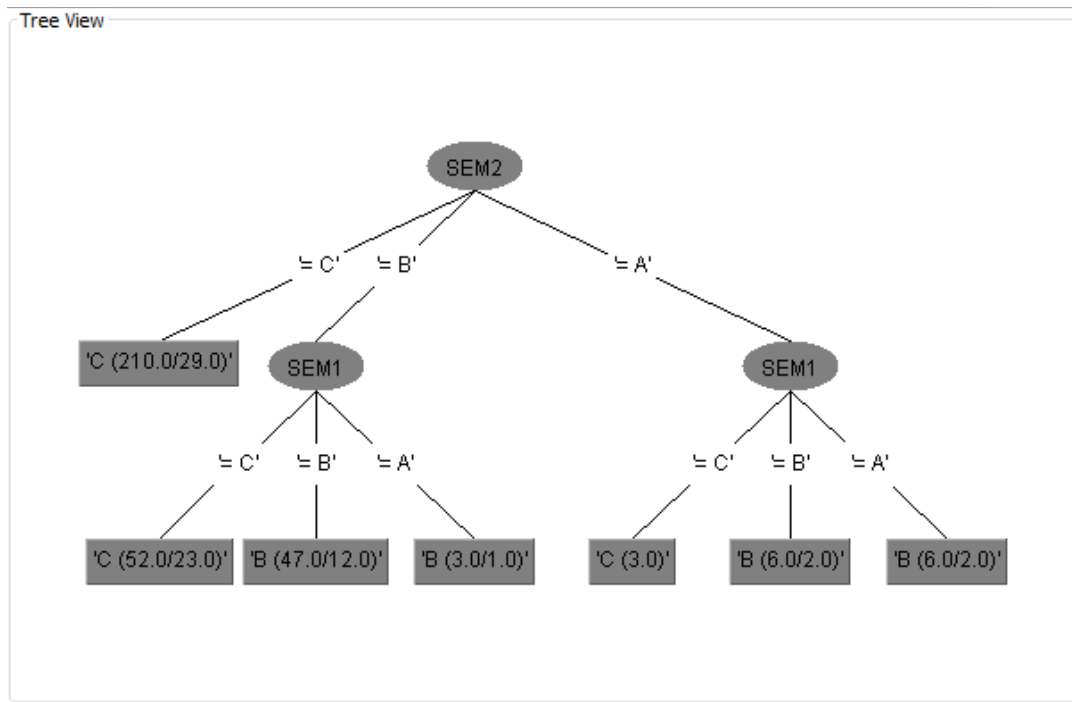 Tree View
SEM2
'= C'
'= B'
'= A'
'C (210.0/29.0)'
SEM1
SEM1
'= C'
'= B'
'= A'
'= C'
'= B'
'= A'
'C (52.0/23.0)'
'B (47.0/12.0)'
'B (3.0/1.0)'
'C (3.0)'
'B (6.0/2.0)'
'B (6.0/2.0)'